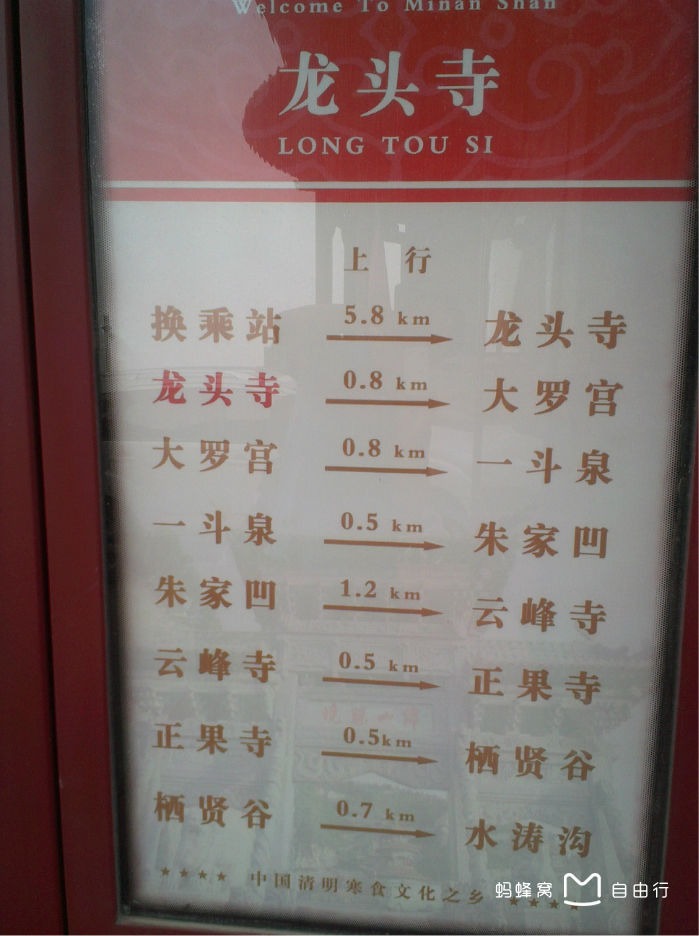 Welcome To Minan Shan
龙头寺
LONG TOU SI
上行
换乘站 5.8 km 龙头寺
龙头寺 0.8 km 大罗宫
大罗宫 0.8 km 一斗泉
一斗泉 0.5 km 朱家凹
朱家凹 1.2 km 云峰寺
云峰寺 0.5 km 正果寺
正果寺 0.5km 栖贤谷
栖贤谷 0.7 km 水涛沟
★★★★ 中国清明寒食文化之乡 ★★★★
蚂蜂窝 自由行